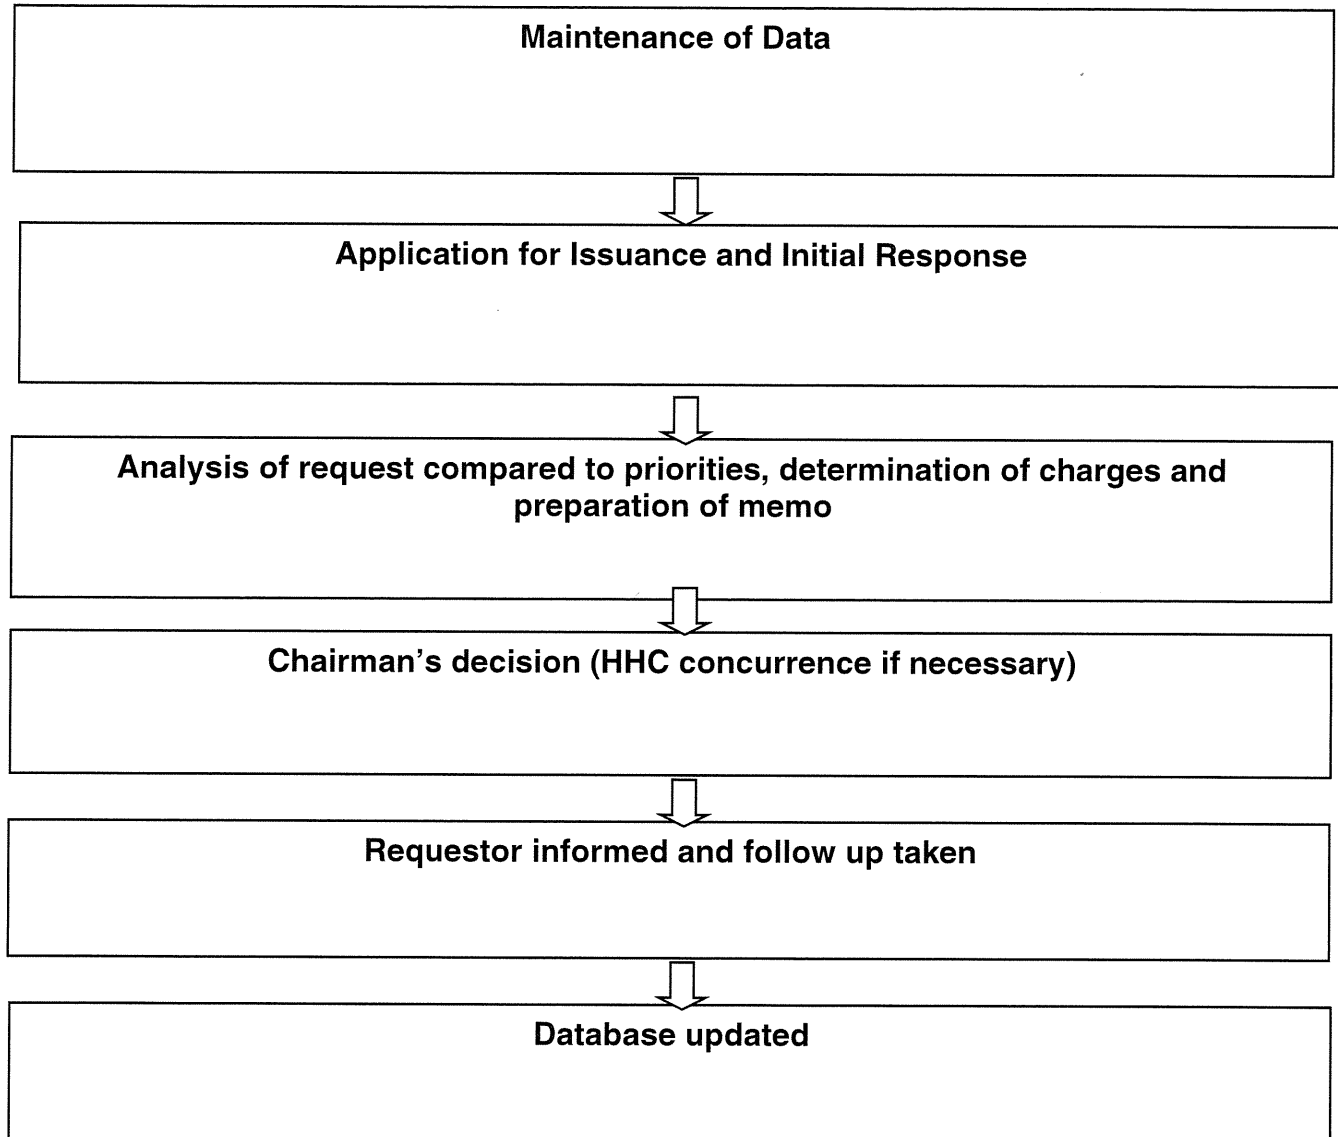 Maintenance of Data
Application for Issuance and Initial Response
Analysis of request compared to priorities, determination of charges and
preparation of memo
Chairman’s decision (HHC concurrence if necessary)
Requestor informed and follow up taken
Database updated